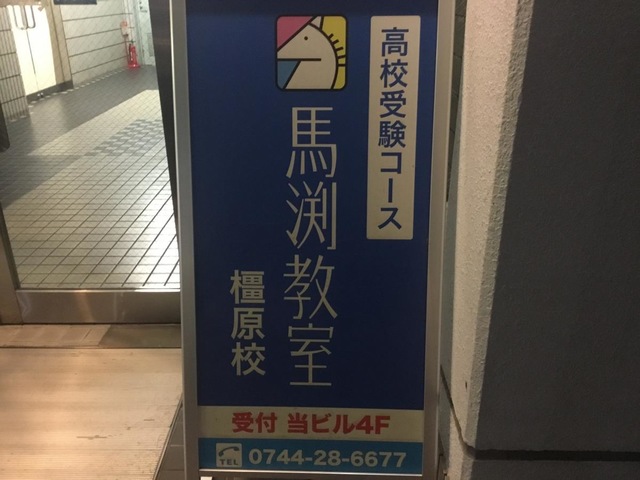 高校受験コース
馬渕教室
橿原校
受付 当ビル4F
TEL 0744-28-6677